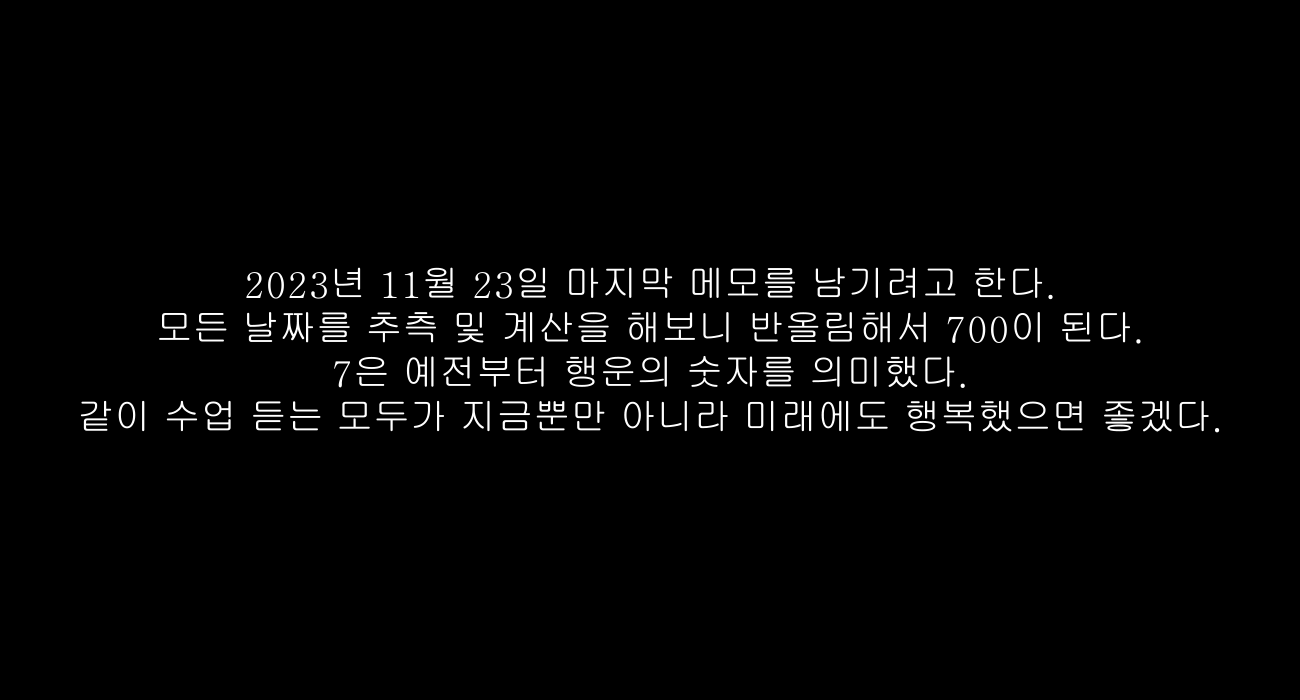 2023년 11월 23일 마지막 메모를 남기려고 한다.
모든 날짜를 추측 및 계산을 해보니 반올림해서 700이 된다.
7은 예전부터 행운의 숫자를 의미했다.
같이 수업 듣는 모두가 지금뿐만 아니라 미래에도 행복했으면 좋겠다.